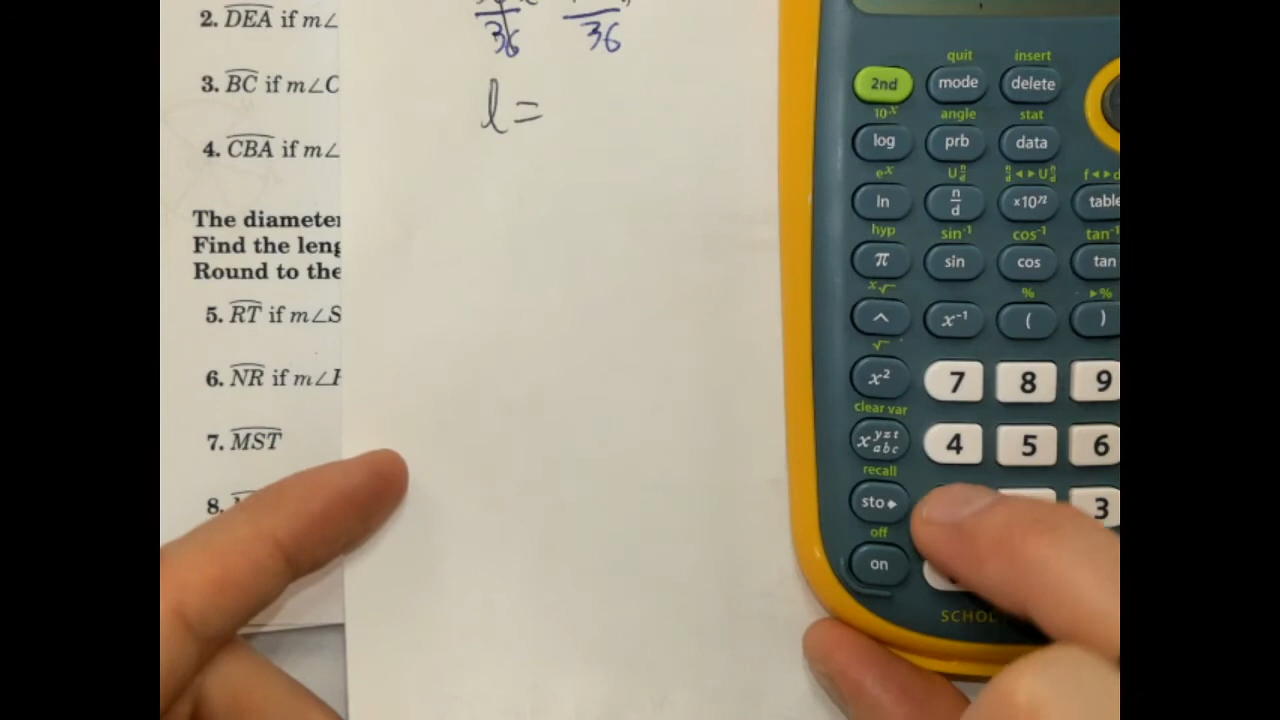 2. DEA if m∠
3. BC if m∠C
4. CBA if m∠
The diameter
Find the leng
Round to the
5. RT if m∠S
6. NR if m∠
7. MST
8.
36 36
l =
quit insert
2nd mode delete
10ˣ angle stat
log prb data
eˣ U n/d n/d ◄► U n/d f◄►d
ln n/d ×10ⁿ table
hyp sin⁻¹ cos⁻¹ tan⁻¹
π sin cos tan
ˣ√ % ►%
^ x⁻¹ ( )
√
x² 7 8 9
clear var
x yzt abc 4 5 6
recall
sto► 3
off
on
SCHOL